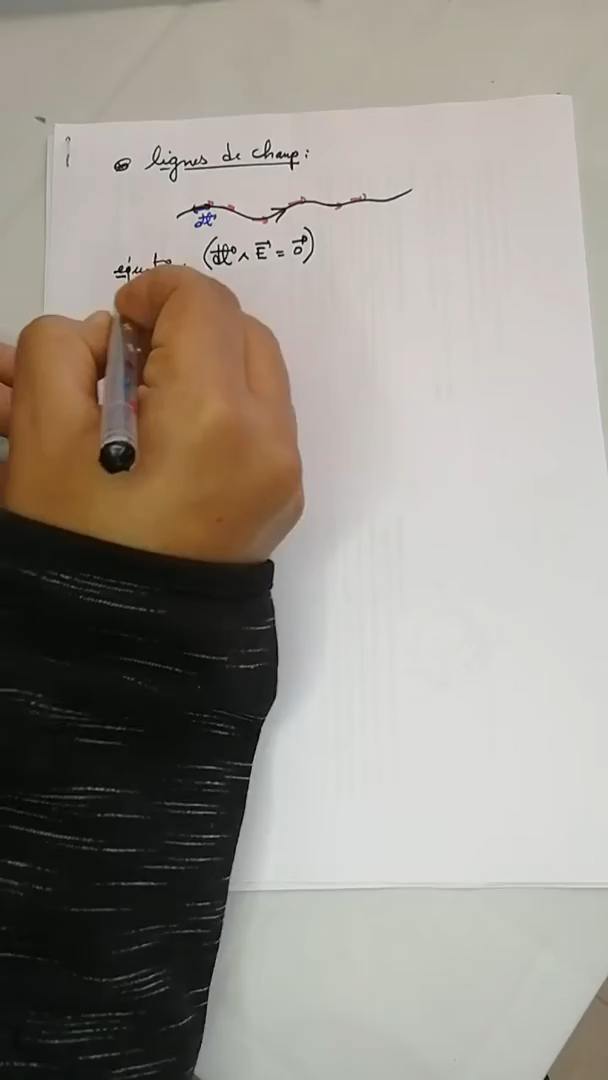 lignes de champ :
dl⃗
(dl⃗ ∧ E⃗ = 0⃗)